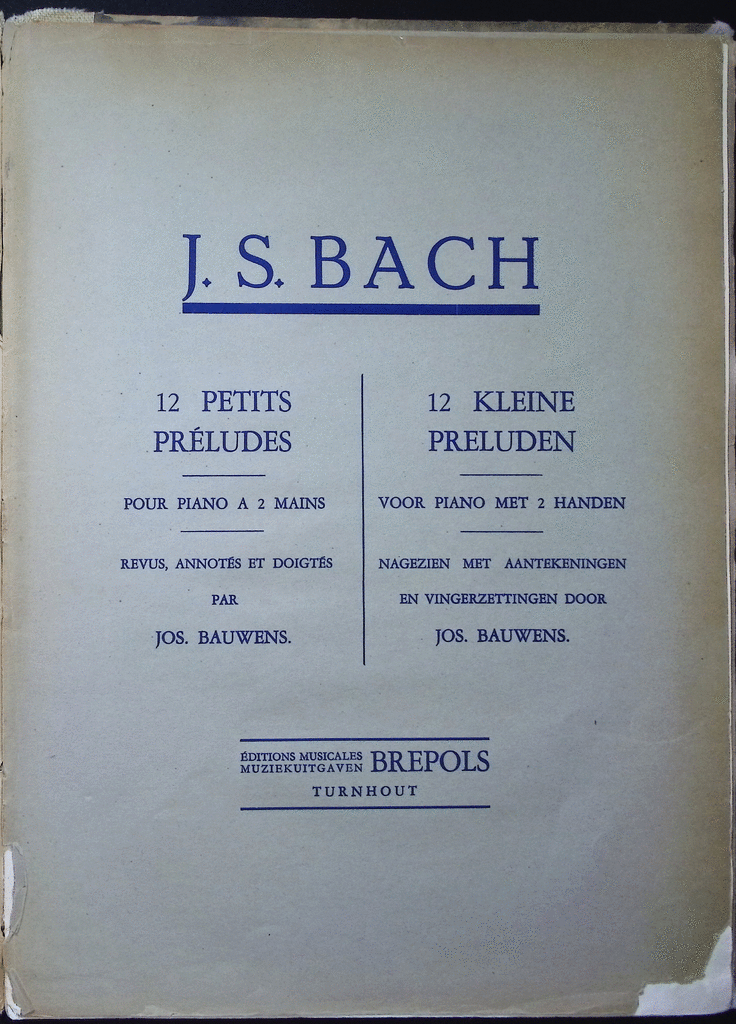 J. S. BACH
12 PETITS
PRÉLUDES
POUR PIANO A 2 MAINS
REVUS, ANNOTÉS ET DOIGTÉS
PAR
JOS. BAUWENS.
12 KLEINE
PRELUDEN
VOOR PIANO MET 2 HANDEN
NAGEZIEN MET AANTEKENINGEN
EN VINGERZETTINGEN DOOR
JOS. BAUWENS.
ÉDITIONS MUSICALES
MUZIEKUITGAVEN
BREPOLS
TURNHOUT